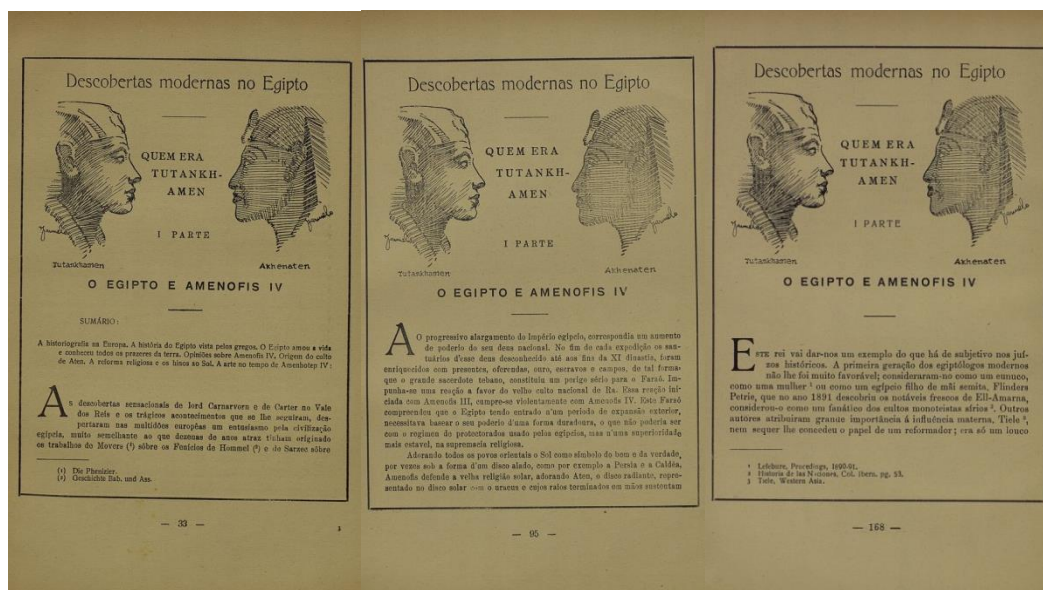 Descobertas modernas no Egipto
QUEM ERA
TUTANKH-
AMEN
I PARTE
Tutankhamen
Akhenaten
O EGIPTO E AMENOFIS IV
SUMÁRIO:
A historiografia na Europa. A história do Egipto vista pelos gregos. O Egipto amou a vida
e conheceu todos os prazeres da terra. Opiniões sobre Amenofis IV. Origem do culto
de Aten. A reforma religiosa e os hinos ao Sol. A arte no tempo de Amenhotep IV:
As descobertas sensacionais de lord Carnarvorn e de Carter no Vale
dos Reis e os trágicos acontecimentos que se lhe seguiram, des-
pertaram nas multidões européas um entusiasmo pela civilização
egípcia, muito semelhante ao que dezenas de anos atraz tinham originado
os trabalhos do Movers (¹) sôbre os Fenícios do Hommel (²) e do Sarzec sôbre
(¹) Die Phenizier.
(²) Geschichte Bab. und Ass.
— 33 —
3
Descobertas modernas no Egipto
QUEM ERA
TUTANKH-
AMEN
I PARTE
Tutankhamen
Akhenaten
O EGIPTO E AMENOFIS IV
AO progressivo alargamento do Império egípcio, correspondia um aumento
de poderio do seu deus nacional. No fim de cada expedição os san-
tuários d'esse deus desconhecido até aos fins da XI dinastia, foram
enriquecidos com presentes, oferendas, ouro, escravos e campos, de tal forma:
que o grande sacerdote tebano, constituiu um perigo sério para o Faraó. Im-
punha-se uma reação a favor do velho culto nacional de Ra. Essa reação ini-
ciada com Amenofis III, cumpre-se violentamente com Amenofis IV. Este Faraó
compreendeu que o Egipto tendo entrado n'um periodo de expansão exterior,
necessitava basear o seu poderio d'uma forma duradoura, o que não poderia ser
com o regimen do protectorados usado pelos egípcios, mas n'uma superioridade
mais estavel, na supremacia religiosa.
Adorando todos os povos orientais o Sol como símbolo do bem e da verdade,
por vezes sob a forma d'um disco alado, como por exemplo a Persia e a Caldéa,
Amenofis defende a velha religião solar, adorando Aten, o disco radiante, repre-
sentado no disco solar com o uraeus e cujos raios terminados em mãos sustentam
— 95 —
Descobertas modernas no Egipto
QUEM ERA
TUTANKH-
AMEN
I PARTE
Tutankhamen
Akhenaten
O EGIPTO E AMENOFIS IV
ESTE rei vai dar-nos um exemplo do que há de subjetivo nos juí-
zos históricos. A primeira geração dos egiptólogos modernos
não lhe foi muito favorável; consideraram-no como um eunuco,
como uma mulher ¹ ou como um egípcio filho de mãi semita. Flinders
Petrie, que no ano 1891 descobriu os notáveis frescos de Ell-Amarna,
considerou-o como um fanático dos cultos monoteistas sírios ². Outros
autores atribuiram grande importância á influência materna. Tiele ³,
nem sequer lhe concedeu o papel de um reformador; era só um louco
¹ Lefebure, Proceedings, 1890-91.
² Historia de las Naciones, Col. Ibera. pg. 53.
³ Tiele, Western Asia.
— 168 —